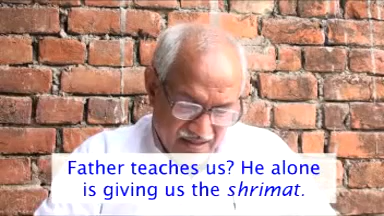 Father teaches us? He alone
is giving us the shrimat.